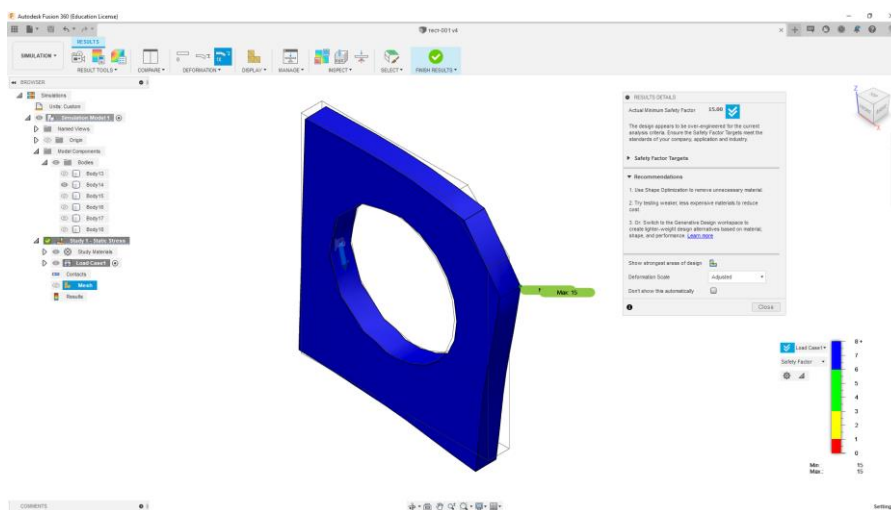 Autodesk Fusion 360 (Education License)
recr-001 v4
RESULTS
SIMULATION
RESULT TOOLS
COMPARE
DEFORMATION
DISPLAY
MANAGE
INSPECT
SELECT
FINISH RESULTS
BROWSER
Simulations
Units: Custom
Simulation Model 1
Named Views
Origin
Model Components
Bodies
Body13
Body14
Body15
Body16
Body17
Body18
Study 1 - Static Stress
Study Materials
Load Case1
Contacts
Mesh
Results
Max: 15
RESULTS DETAILS
Actual Minimum Safety Factor 15.00
The design appears to be over-engineered for the current
analysis criteria. Ensure the Safety Factor Targets meet the
standards of your company, application and industry.
Safety Factor Targets
Recommendations
1. Use Shape Optimization to remove unnecessary material.
2. Try testing weaker, less expensive materials to reduce
cost.
3. Or: Switch to the Generative Design workspace to
create lighter-weight design alternatives based on material,
shape, and performance. Learn more
Show strongest areas of design
Deformation Scale Adjusted
Don't show this automatically
Close
Z
Load Case1
Safety Factor
8+
7
6
5
4
3
2
1
0
Min: 15
Max: 15
COMMENTS
Setting